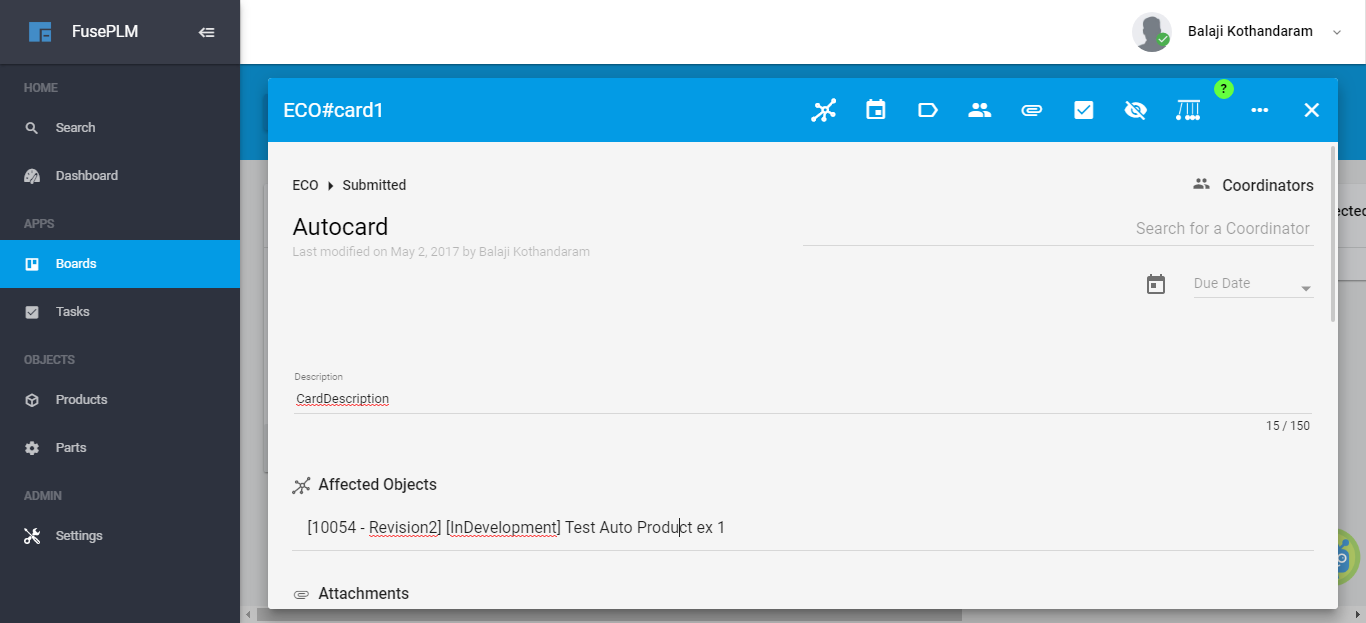 FusePLM
Balaji Kothandaram
HOME
Search
Dashboard
APPS
Boards
Tasks
OBJECTS
Products
Parts
ADMIN
Settings
ECO#card1
?
ECO Submitted
Coordinators
Autocard
Search for a Coordinator
Last modified on May 2, 2017 by Balaji Kothandaram
Due Date
Description
CardDescription
15 / 150
Affected Objects
[10054 - Revision2] [InDevelopment] Test Auto Product ex 1
Attachments